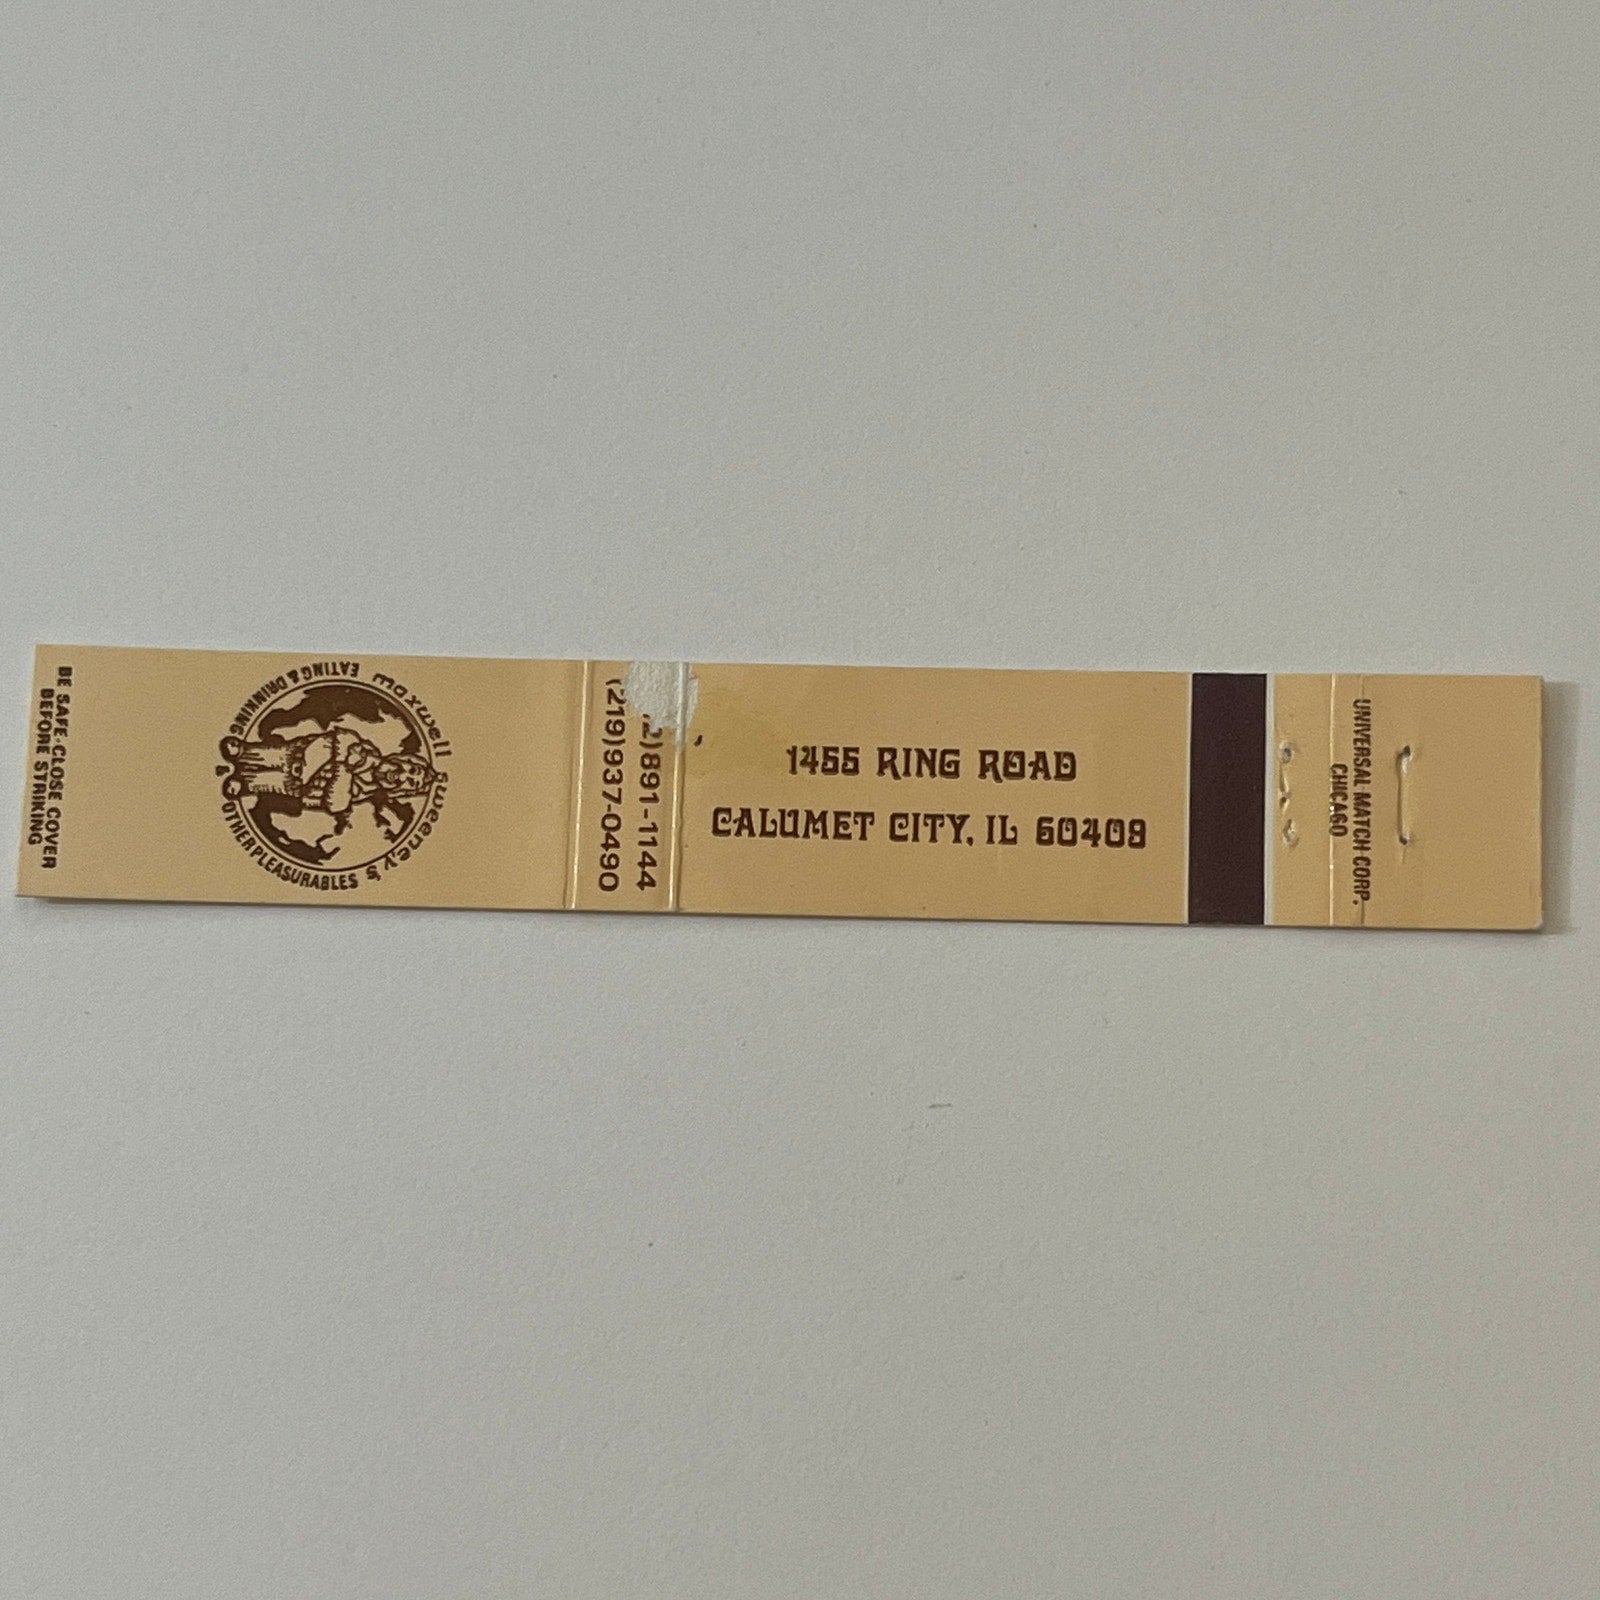 BE SAFE-CLOSE COVER
BEFORE STRIKING
maxwell sweeney's
EATING & DRINKING
& OTHER PLEASURABLES
2)891-1144
(219)937-0490
1455 RING ROAD
CALUMET CITY, IL 60409
UNIVERSAL MATCH CORP.
CHICAGO